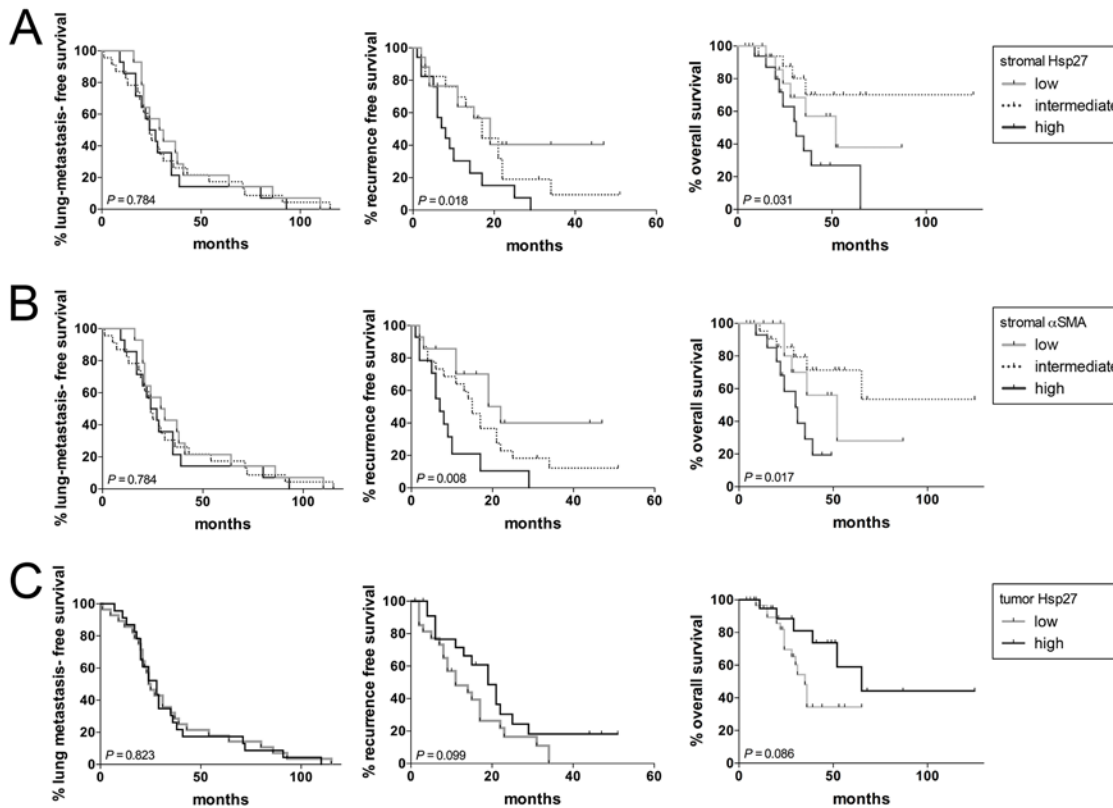 A
% lung-metastasis- free survival
100
80
60
40
20
0
P = 0.784
50
100
months
% recurrence free survival
100
80
60
40
20
0
P = 0.018
0
20
40
60
months
% overall survival
100
80
60
40
20
0
P = 0.031
0
50
100
months
stromal Hsp27
low
intermediate
high
B
% lung-metastasis- free survival
100
80
60
40
20
0
P = 0.784
50
100
months
% recurrence free survival
100
80
60
40
20
0
P = 0.008
0
20
40
60
months
% overall survival
100
80
60
40
20
0
P = 0.017
0
50
100
months
stromal αSMA
low
intermediate
high
C
% lung metastasis- free survival
100
80
60
40
20
0
P = 0.823
0
50
100
months
% recurrence free survival
100
80
60
40
20
0
P = 0.099
0
20
40
60
months
% overall survival
100
80
60
40
20
0
P = 0.086
0
50
100
months
tumor Hsp27
low
high